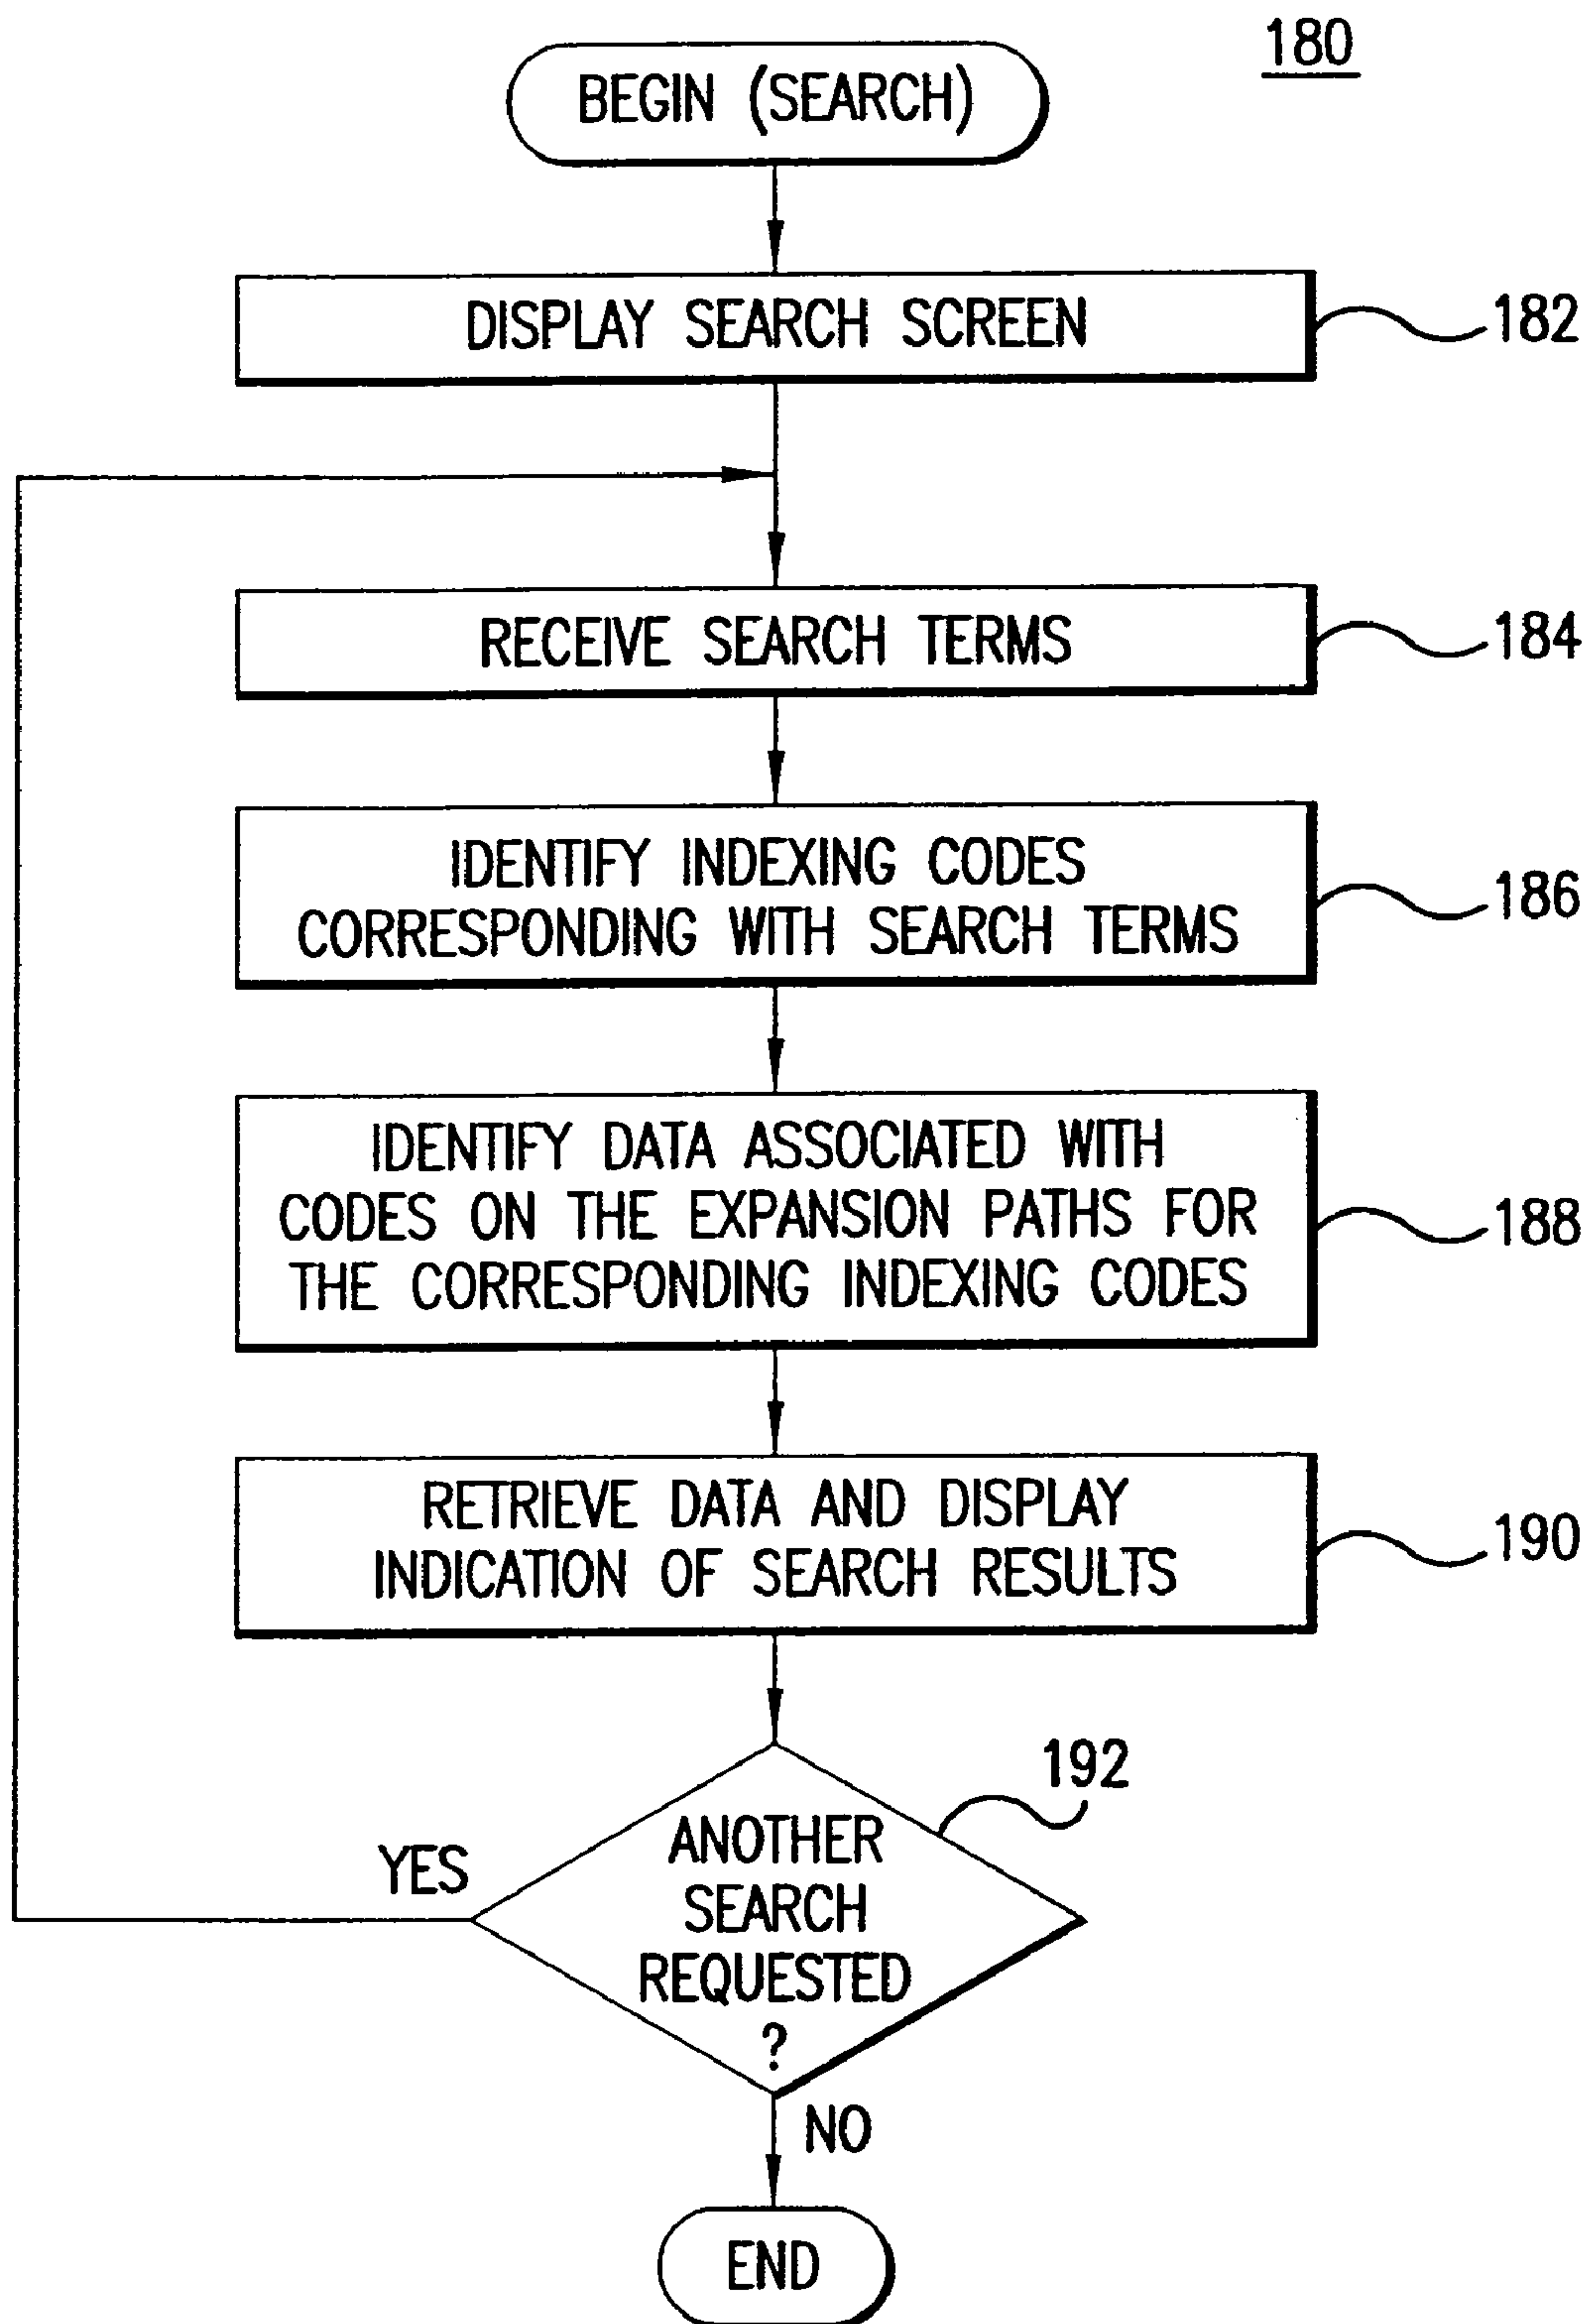 180
BEGIN (SEARCH)
DISPLAY SEARCH SCREEN
182
RECEIVE SEARCH TERMS
184
IDENTIFY INDEXING CODES
CORRESPONDING WITH SEARCH TERMS
186
IDENTIFY DATA ASSOCIATED WITH
CODES ON THE EXPANSION PATHS FOR
THE CORRESPONDING INDEXING CODES
188
RETRIEVE DATA AND DISPLAY
INDICATION OF SEARCH RESULTS
190
192
ANOTHER
SEARCH
REQUESTED
?
YES
NO
END